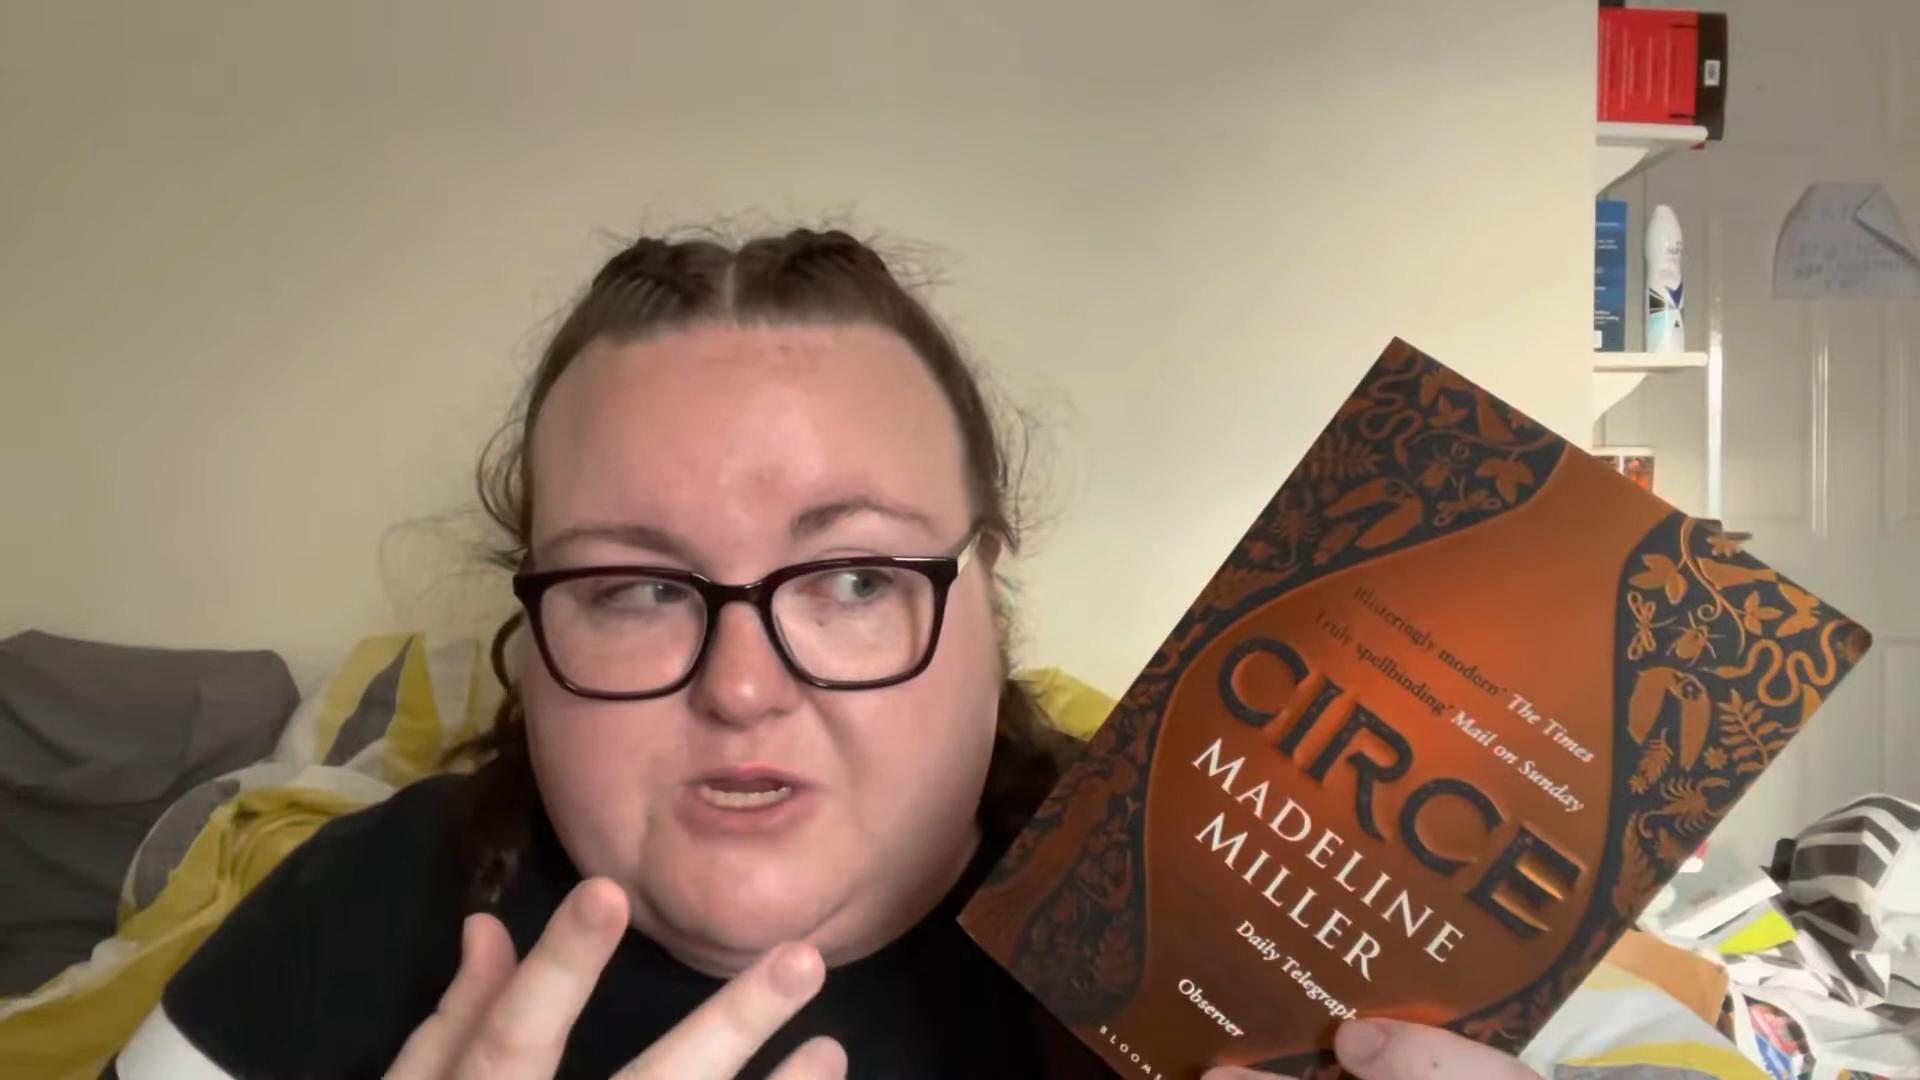 Blisteringly modern' The Times
Truly spellbinding' Mail on Sunday
CIRCE
MADELINE
MILLER
Daily Telegraph
Observer